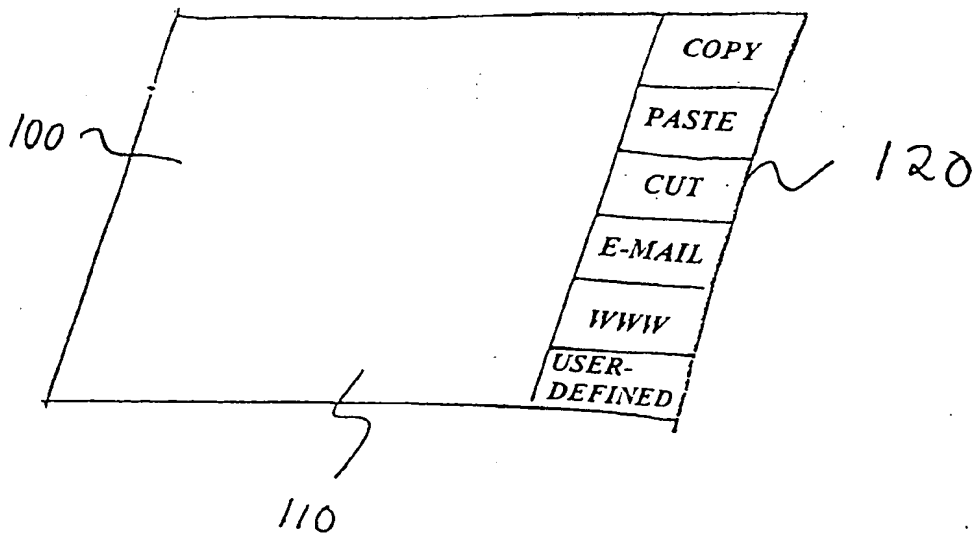 COPY
PASTE
100
120
CUT
E-MAIL
WWW
USER-
DEFINED
110